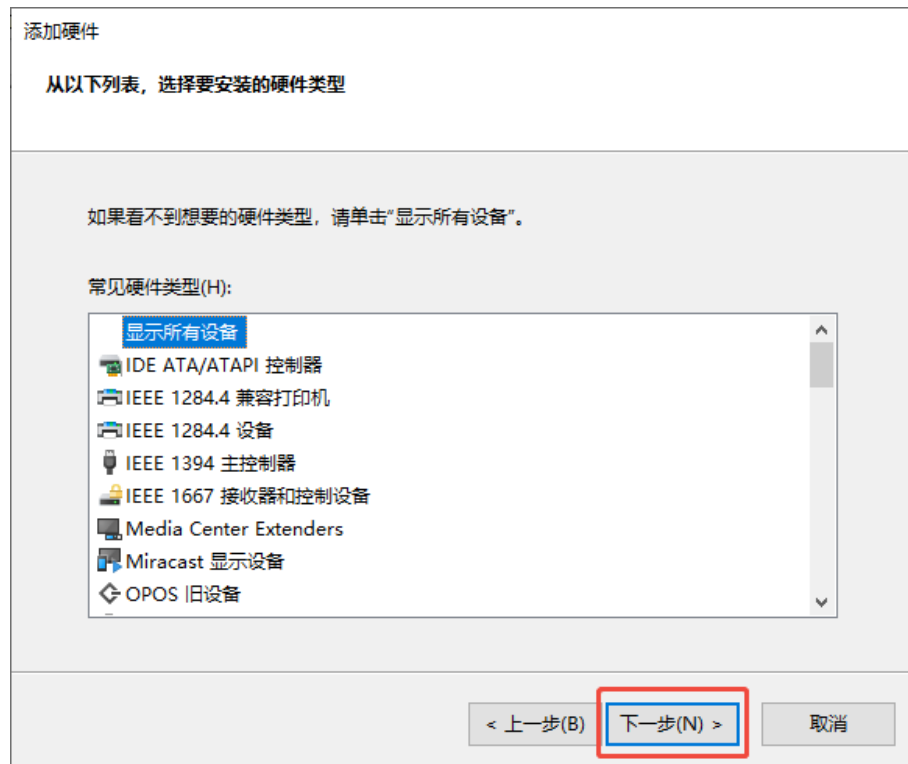 添加硬件
从以下列表，选择要安装的硬件类型
如果看不到想要的硬件类型，请单击“显示所有设备”。
常见硬件类型(H):
显示所有设备
IDE ATA/ATAPI 控制器
IEEE 1284.4 兼容打印机
IEEE 1284.4 设备
IEEE 1394 主控制器
IEEE 1667 接收器和控制设备
Media Center Extenders
Miracast 显示设备
OPOS 旧设备
< 上一步(B) 下一步(N) > 取消